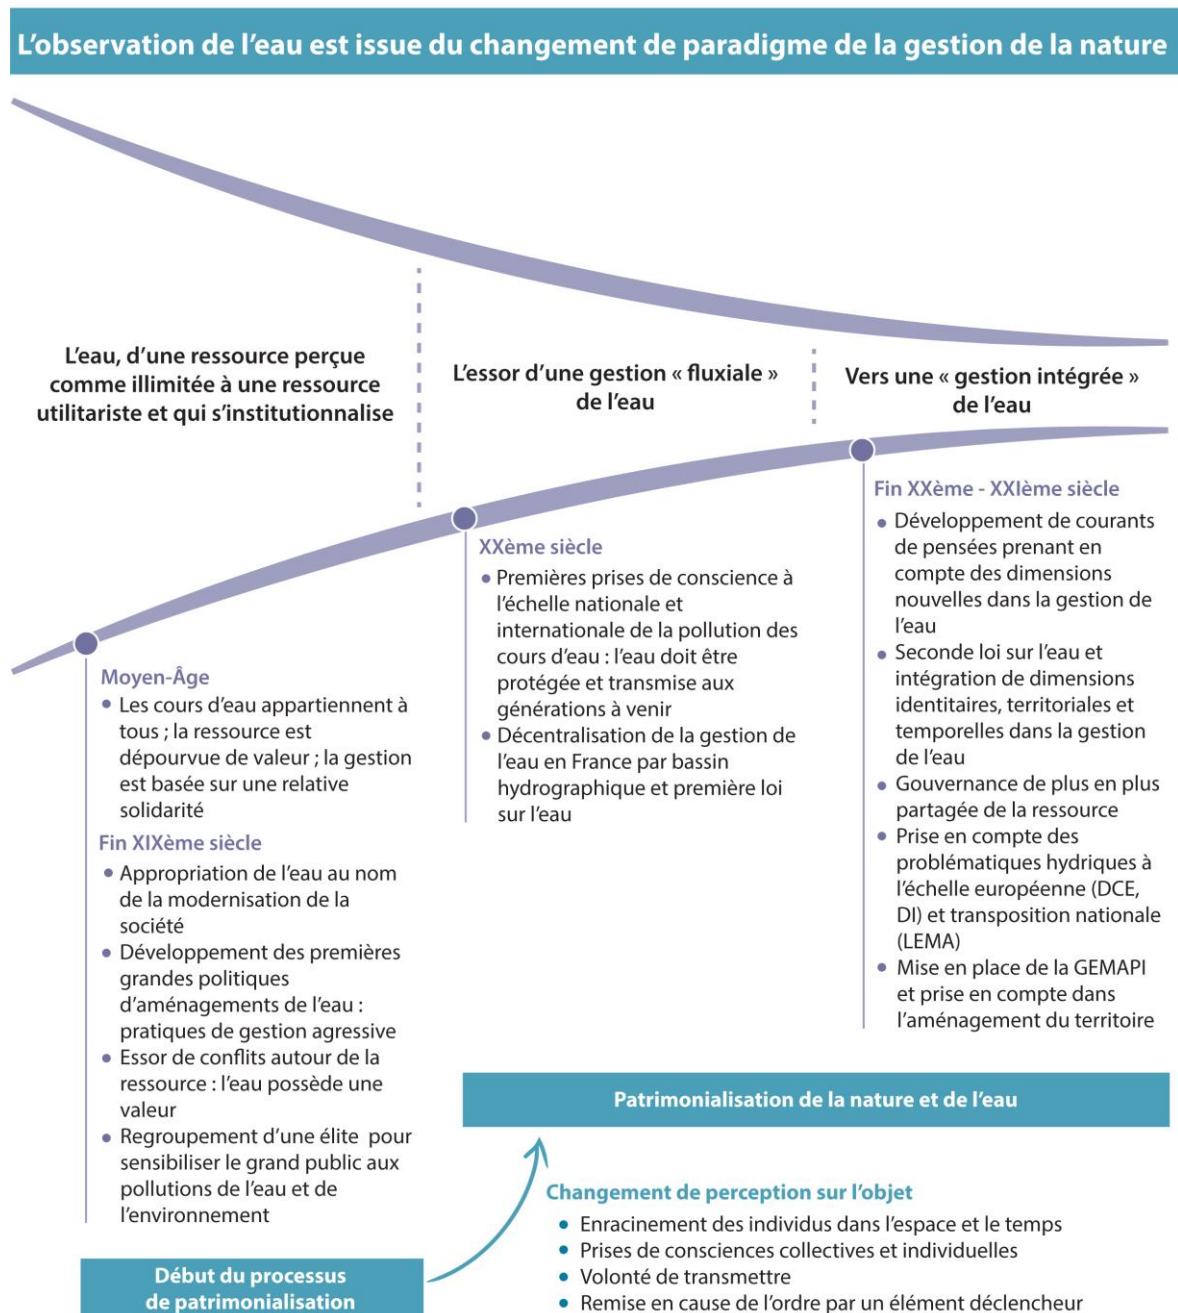 L’observation de l’eau est issue du changement de paradigme de la gestion de la nature
L’eau, d’une ressource perçue
comme illimitée à une ressource
utilitariste et qui s’institutionnalise
L’essor d’une gestion « fluxiale »
de l’eau
Vers une « gestion intégrée »
de l’eau
Moyen-Âge
• Les cours d’eau appartiennent à
tous ; la ressource est
dépourvue de valeur ; la gestion
est basée sur une relative
solidarité
Fin XIXème siècle
• Appropriation de l’eau au nom
de la modernisation de la
société
• Développement des premières
grandes politiques
d’aménagements de l’eau :
pratiques de gestion agressive
• Essor de conflits autour de la
ressource : l’eau possède une
valeur
• Regroupement d’une élite pour
sensibiliser le grand public aux
pollutions de l’eau et de
l’environnement
XXème siècle
• Premières prises de conscience à
l’échelle nationale et
internationale de la pollution des
cours d’eau : l’eau doit être
protégée et transmise aux
générations à venir
• Décentralisation de la gestion de
l’eau en France par bassin
hydrographique et première loi
sur l’eau
Fin XXème - XXIème siècle
• Développement de courants
de pensées prenant en
compte des dimensions
nouvelles dans la gestion de
l’eau
• Seconde loi sur l’eau et
intégration de dimensions
identitaires, territoriales et
temporelles dans la gestion
de l’eau
• Gouvernance de plus en plus
partagée de la ressource
• Prise en compte des
problématiques hydriques à
l’échelle européenne (DCE,
DI) et transposition nationale
(LEMA)
• Mise en place de la GEMAPI
et prise en compte dans
l’aménagement du territoire
Début du processus
de patrimonialisation
Patrimonialisation de la nature et de l’eau
Changement de perception sur l’objet
• Enracinement des individus dans l’espace et le temps
• Prises de consciences collectives et individuelles
• Volonté de transmettre
• Remise en cause de l’ordre par un élément déclencheur